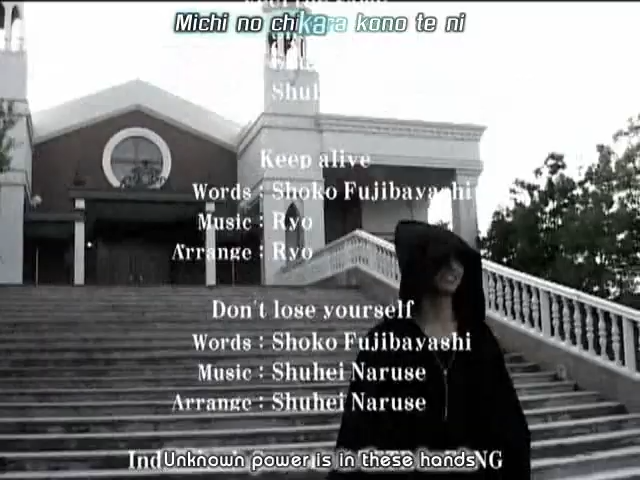 Michi no chikara kono te ni
Keep alive
Words : Shoko Fujibayashi
Music : Ryo
Arrange : Ryo
Don't lose yourself
Words : Shoko Fujibayashi
Music : Shuhei Naruse
Arrange : Shuhei Naruse
Unknown power is in these hands